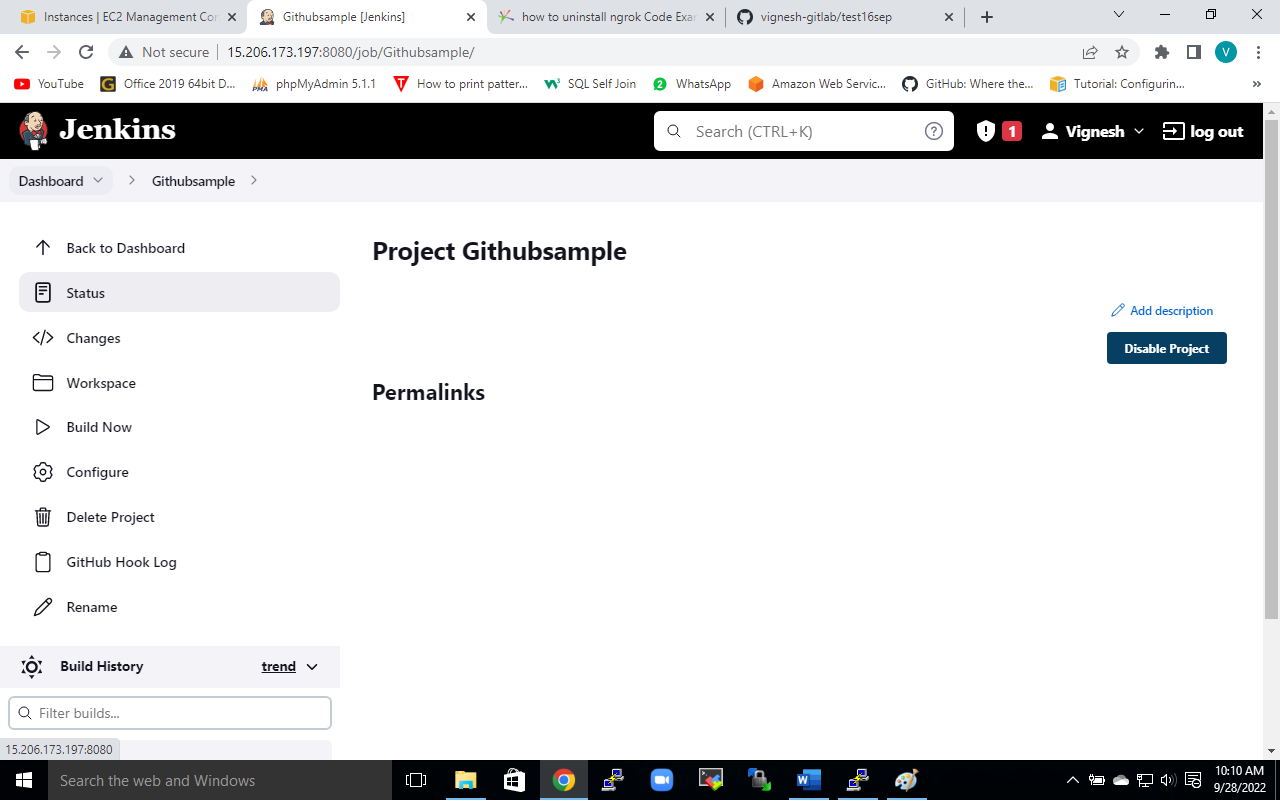 Instances | EC2 Management Con
Githubsample [Jenkins]
how to uninstall ngrok Code Exa
vignesh-gitlab/test16sep
Not secure
15.206.173.197:8080/job/Githubsample/
V
YouTube
Office 2019 64bit D...
phpMyAdmin 5.1.1
How to print patter...
SQL Self Join
WhatsApp
Amazon Web Servic...
GitHub: Where the...
Tutorial: Configurin...
Jenkins
Search (CTRL+K)
1
Vignesh
log out
Dashboard
Githubsample
Back to Dashboard
Status
Changes
Workspace
Build Now
Configure
Delete Project
GitHub Hook Log
Rename
Build History
trend
Filter builds...
Project Githubsample
Add description
Disable Project
Permalinks
15.206.173.197:8080
Search the web and Windows
10:10 AM
9/28/2022